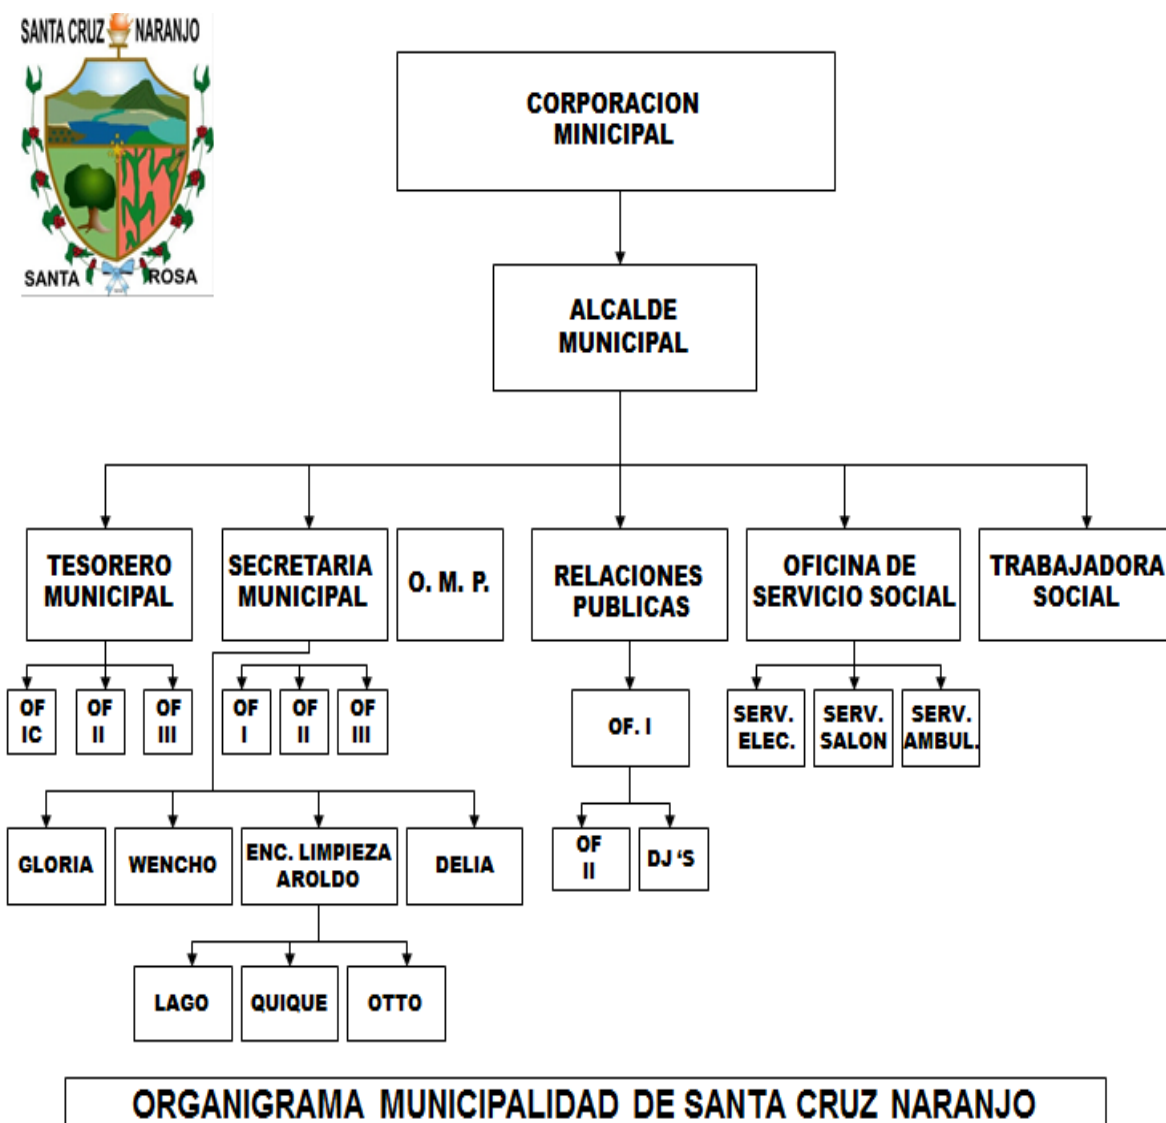 SANTA CRUZ NARANJO
SANTA ROSA
CORPORACION
MINICIPAL
ALCALDE
MUNICIPAL
TESORERO
MUNICIPAL
SECRETARIA
MUNICIPAL
O. M. P.
RELACIONES
PUBLICAS
OFICINA DE
SERVICIO SOCIAL
TRABAJADORA
SOCIAL
OF
IC
OF
II
OF
III
OF
I
OF
II
OF
III
OF. I
SERV.
ELEC.
SERV.
SALON
SERV.
AMBUL.
GLORIA
WENCHO
ENC. LIMPIEZA
AROLDO
DELIA
OF
II
DJ ‘S
LAGO
QUIQUE
OTTO
ORGANIGRAMA MUNICIPALIDAD DE SANTA CRUZ NARANJO